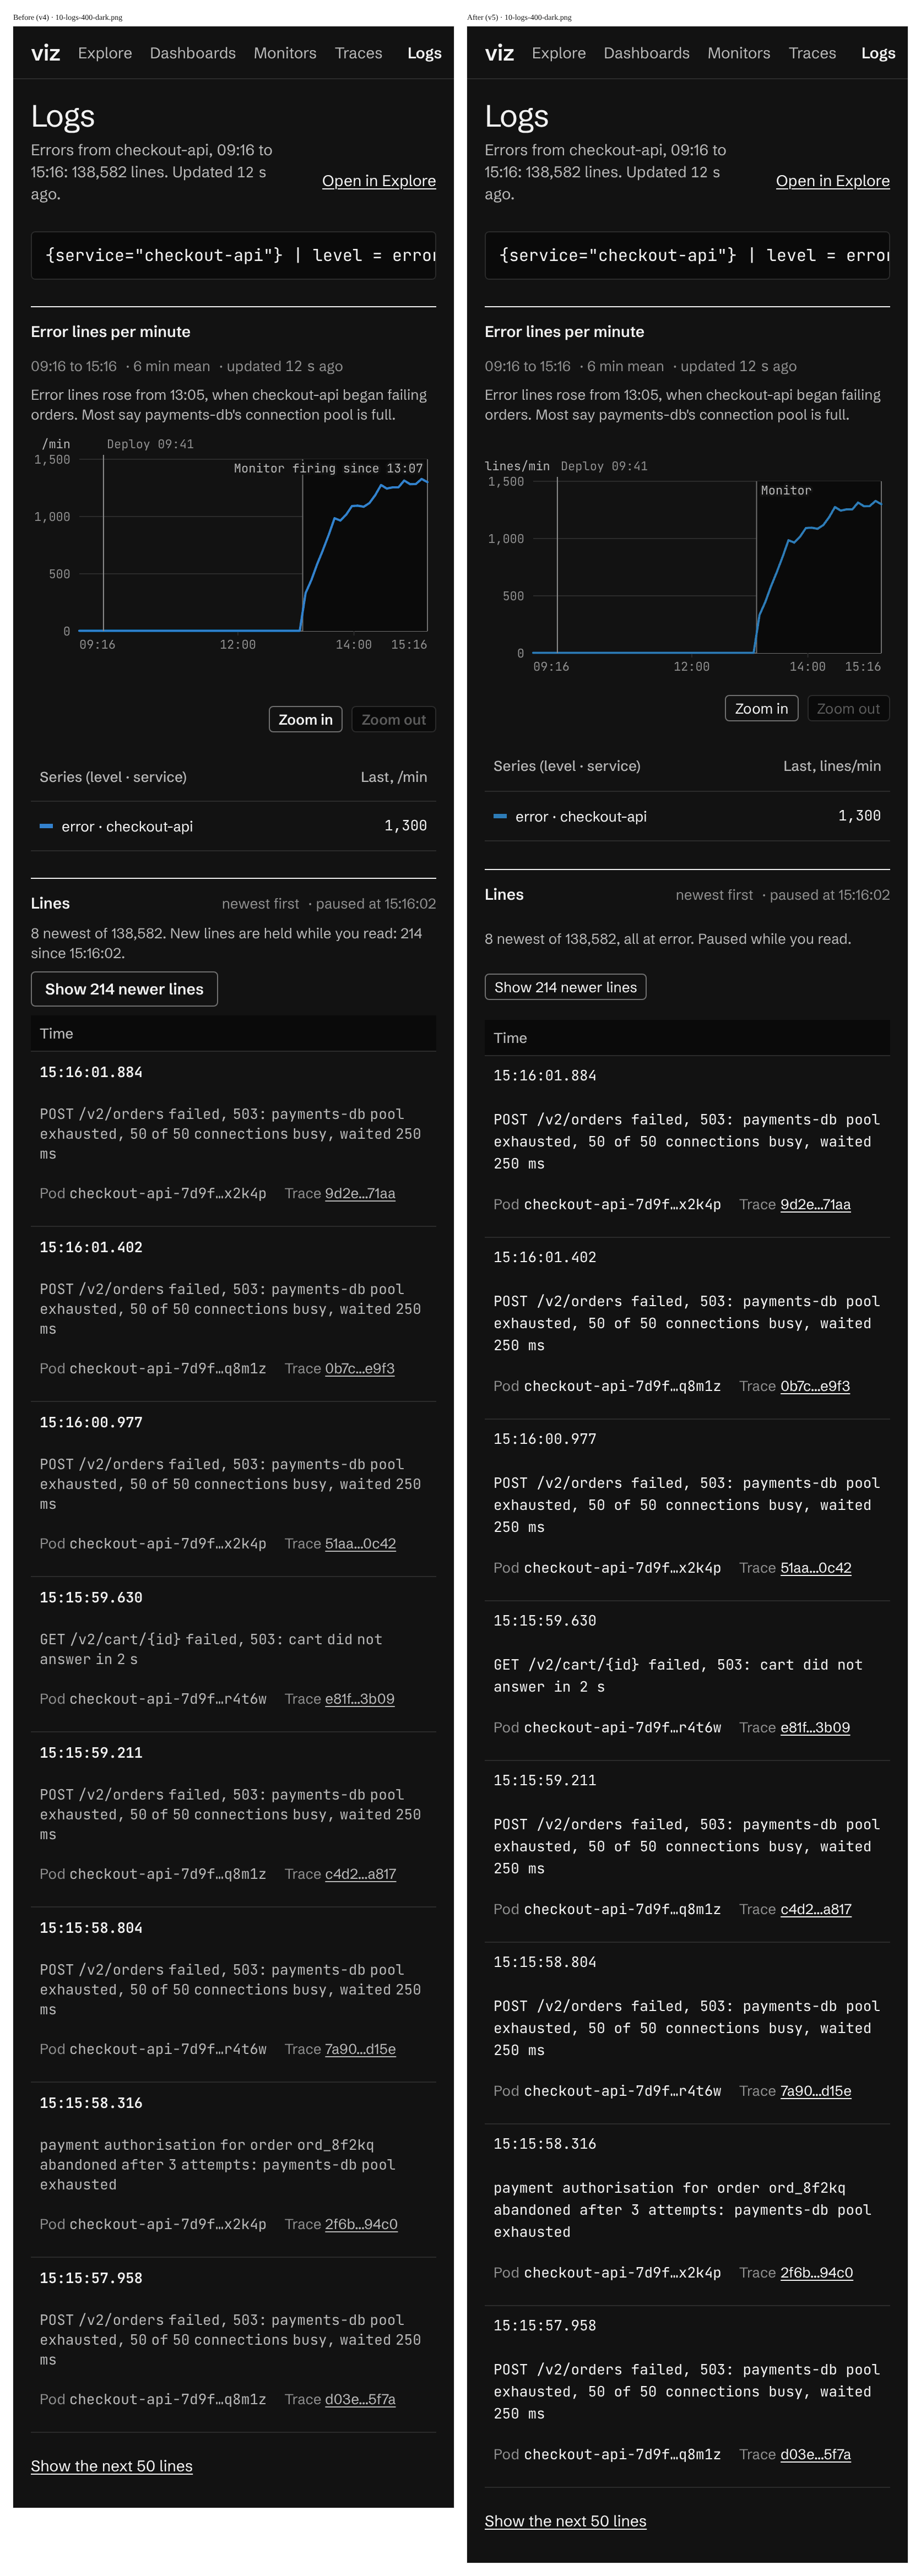 Before (v4) · 10-logs-400-dark.png
viz Explore Dashboards Monitors Traces Logs
Logs
Errors from checkout-api, 09:16 to
15:16: 138,582 lines. Updated 12 s
ago.
Open in Explore
{service="checkout-api"} | level = error
Error lines per minute
09:16 to 15:16 · 6 min mean · updated 12 s ago
Error lines rose from 13:05, when checkout-api began failing
orders. Most say payments-db's connection pool is full.
/min Deploy 09:41
1,500
Monitor firing since 13:07
1,000
500
0
09:16 12:00 14:00 15:16
Zoom in Zoom out
Series (level · service) Last, /min
error · checkout-api 1,300
Lines newest first · paused at 15:16:02
8 newest of 138,582. New lines are held while you read: 214
since 15:16:02.
Show 214 newer lines
Time
15:16:01.884
POST /v2/orders failed, 503: payments-db pool
exhausted, 50 of 50 connections busy, waited 250
ms
Pod checkout-api-7d9f…x2k4p Trace 9d2e…71aa
15:16:01.402
POST /v2/orders failed, 503: payments-db pool
exhausted, 50 of 50 connections busy, waited 250
ms
Pod checkout-api-7d9f…q8m1z Trace 0b7c…e9f3
15:16:00.977
POST /v2/orders failed, 503: payments-db pool
exhausted, 50 of 50 connections busy, waited 250
ms
Pod checkout-api-7d9f…x2k4p Trace 51aa…0c42
15:15:59.630
GET /v2/cart/{id} failed, 503: cart did not
answer in 2 s
Pod checkout-api-7d9f…r4t6w Trace e81f…3b09
15:15:59.211
POST /v2/orders failed, 503: payments-db pool
exhausted, 50 of 50 connections busy, waited 250
ms
Pod checkout-api-7d9f…q8m1z Trace c4d2…a817
15:15:58.804
POST /v2/orders failed, 503: payments-db pool
exhausted, 50 of 50 connections busy, waited 250
ms
Pod checkout-api-7d9f…r4t6w Trace 7a90…d15e
15:15:58.316
payment authorisation for order ord_8f2kq
abandoned after 3 attempts: payments-db pool
exhausted
Pod checkout-api-7d9f…x2k4p Trace 2f6b…94c0
15:15:57.958
POST /v2/orders failed, 503: payments-db pool
exhausted, 50 of 50 connections busy, waited 250
ms
Pod checkout-api-7d9f…q8m1z Trace d03e…5f7a
Show the next 50 lines
After (v5) · 10-logs-400-dark.png
viz Explore Dashboards Monitors Traces Logs
Logs
Errors from checkout-api, 09:16 to
15:16: 138,582 lines. Updated 12 s
ago.
Open in Explore
{service="checkout-api"} | level = error
Error lines per minute
09:16 to 15:16 · 6 min mean · updated 12 s ago
Error lines rose from 13:05, when checkout-api began failing
orders. Most say payments-db's connection pool is full.
lines/min Deploy 09:41
1,500
Monitor
1,000
500
0
09:16 12:00 14:00 15:16
Zoom in Zoom out
Series (level · service) Last, lines/min
error · checkout-api 1,300
Lines newest first · paused at 15:16:02
8 newest of 138,582, all at error. Paused while you read.
Show 214 newer lines
Time
15:16:01.884
POST /v2/orders failed, 503: payments-db pool
exhausted, 50 of 50 connections busy, waited
250 ms
Pod checkout-api-7d9f…x2k4p Trace 9d2e…71aa
15:16:01.402
POST /v2/orders failed, 503: payments-db pool
exhausted, 50 of 50 connections busy, waited
250 ms
Pod checkout-api-7d9f…q8m1z Trace 0b7c…e9f3
15:16:00.977
POST /v2/orders failed, 503: payments-db pool
exhausted, 50 of 50 connections busy, waited
250 ms
Pod checkout-api-7d9f…x2k4p Trace 51aa…0c42
15:15:59.630
GET /v2/cart/{id} failed, 503: cart did not
answer in 2 s
Pod checkout-api-7d9f…r4t6w Trace e81f…3b09
15:15:59.211
POST /v2/orders failed, 503: payments-db pool
exhausted, 50 of 50 connections busy, waited
250 ms
Pod checkout-api-7d9f…q8m1z Trace c4d2…a817
15:15:58.804
POST /v2/orders failed, 503: payments-db pool
exhausted, 50 of 50 connections busy, waited
250 ms
Pod checkout-api-7d9f…r4t6w Trace 7a90…d15e
15:15:58.316
payment authorisation for order ord_8f2kq
abandoned after 3 attempts: payments-db pool
exhausted
Pod checkout-api-7d9f…x2k4p Trace 2f6b…94c0
15:15:57.958
POST /v2/orders failed, 503: payments-db pool
exhausted, 50 of 50 connections busy, waited
250 ms
Pod checkout-api-7d9f…q8m1z Trace d03e…5f7a
Show the next 50 lines